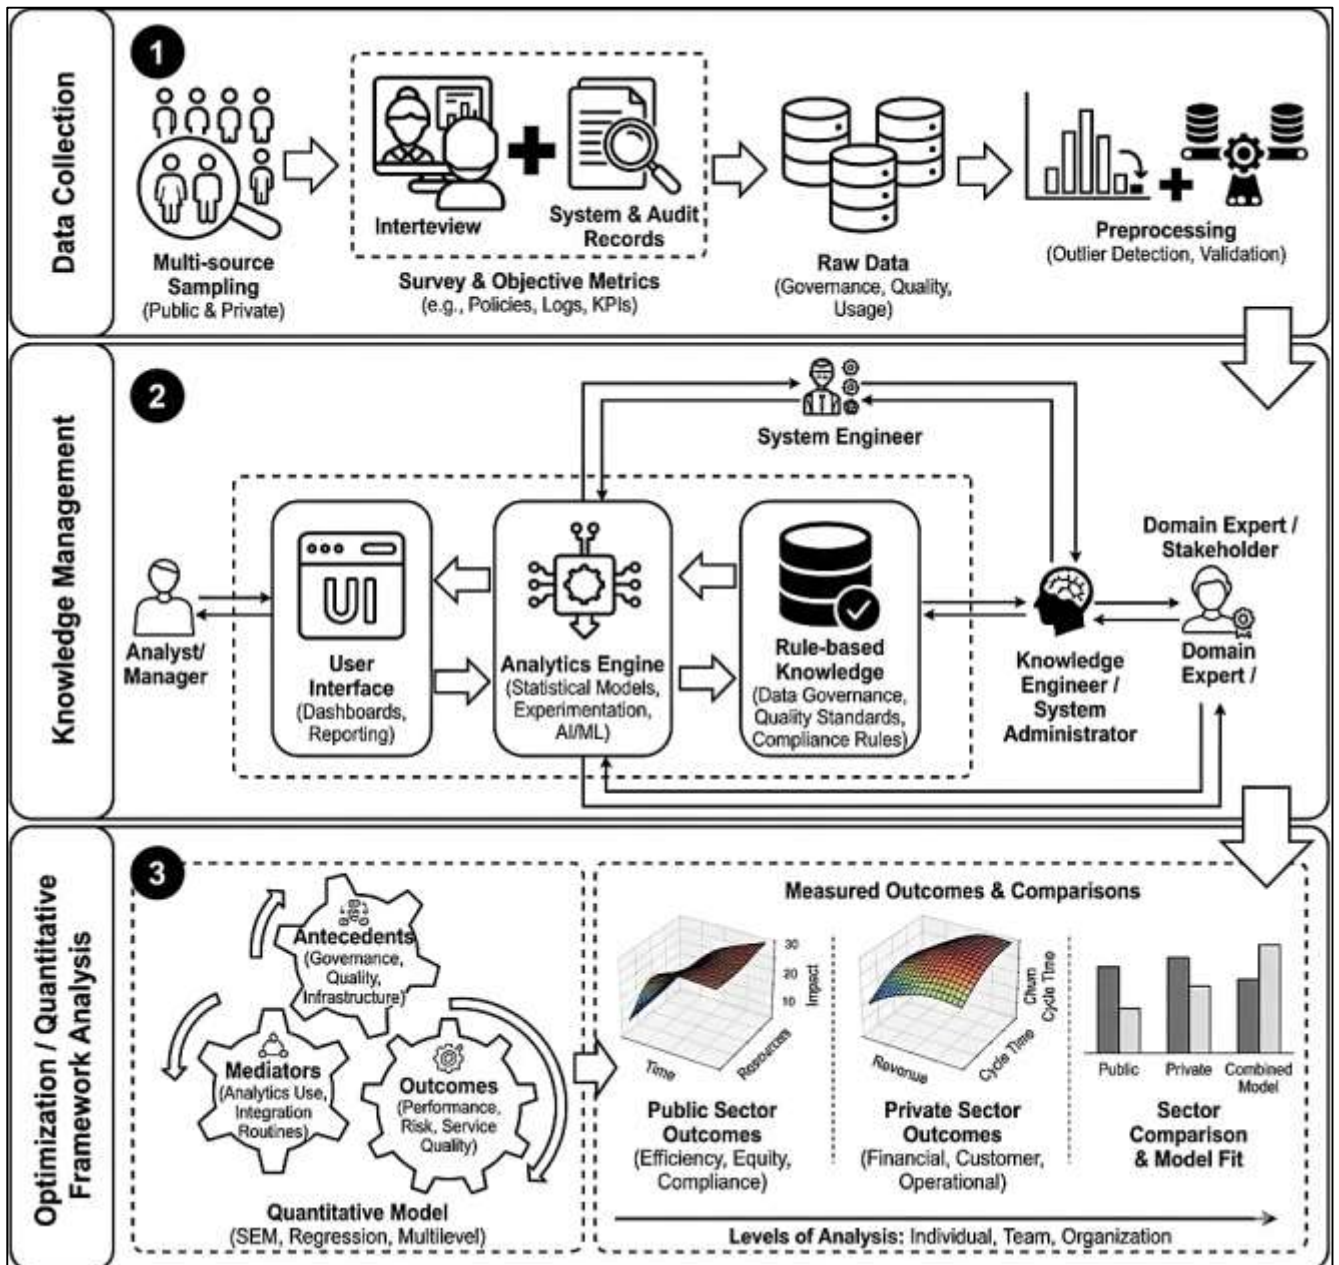 Data Collection
1
Multi-source
Sampling
(Public & Private)
Interteview
System & Audit
Records
Survey & Objective Metrics
(e.g., Policies, Logs, KPIs)
Raw Data
(Governance, Quality,
Usage)
Preprocessing
(Outlier Detection, Validation)
Knowledge Management
2
System Engineer
Analyst/
Manager
UI
User
Interface
(Dashboards,
Reporting)
Analytics Engine
(Statistical Models,
Experimentation,
AI/ML)
Rule-based
Knowledge
(Data Governance,
Quality Standards,
Compliance Rules)
Knowledge
Engineer /
System
Administrator
Domain Expert /
Stakeholder
Domain
Expert /
Optimization / Quantitative
Framework Analysis
3
Antecedents
(Governance,
Quality,
Infrastructure)
Mediators
(Analytics Use,
Integration
Routines)
Outcomes
(Performance,
Risk, Service
Quality)
Quantitative Model
(SEM, Regression, Multilevel)
Measured Outcomes & Comparisons
30
20
10
Impact
Time
Resources
Public Sector
Outcomes
(Efficiency, Equity,
Compliance)
Churn
Cycle Time
Revenue
Cycle Time
Private Sector
Outcomes
(Financial, Customer,
Operational)
Public
Private
Combined
Model
Sector
Comparison
& Model Fit
Levels of Analysis: Individual, Team, Organization